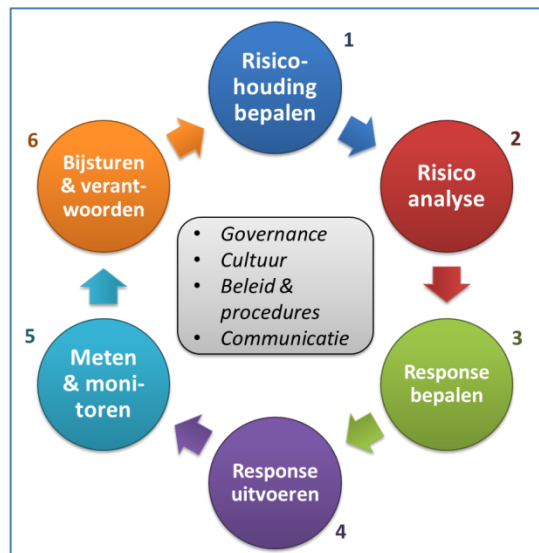 1
Risico-
houding
bepalen
2
Risico
analyse
3
Response
bepalen
4
Response
uitvoeren
5
Meten
& moni-
toren
6
Bijsturen
& verant-
woorden
• Governance
• Cultuur
• Beleid &
procedures
• Communicatie